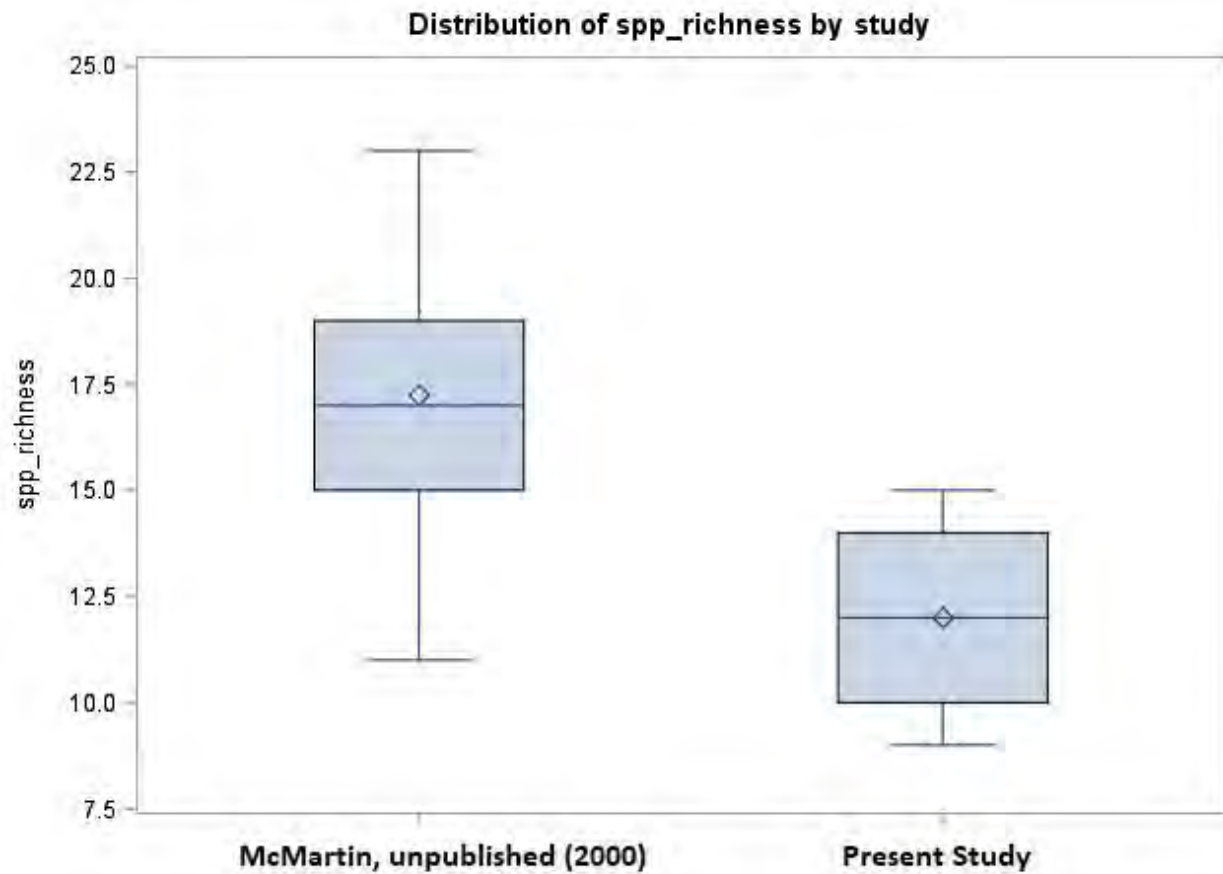 Distribution of spp_richness by study
25.0
22.5
20.0
17.5
15.0
12.5
10.0
7.5
spp_richness
McMartin, unpublished (2000)
Present Study